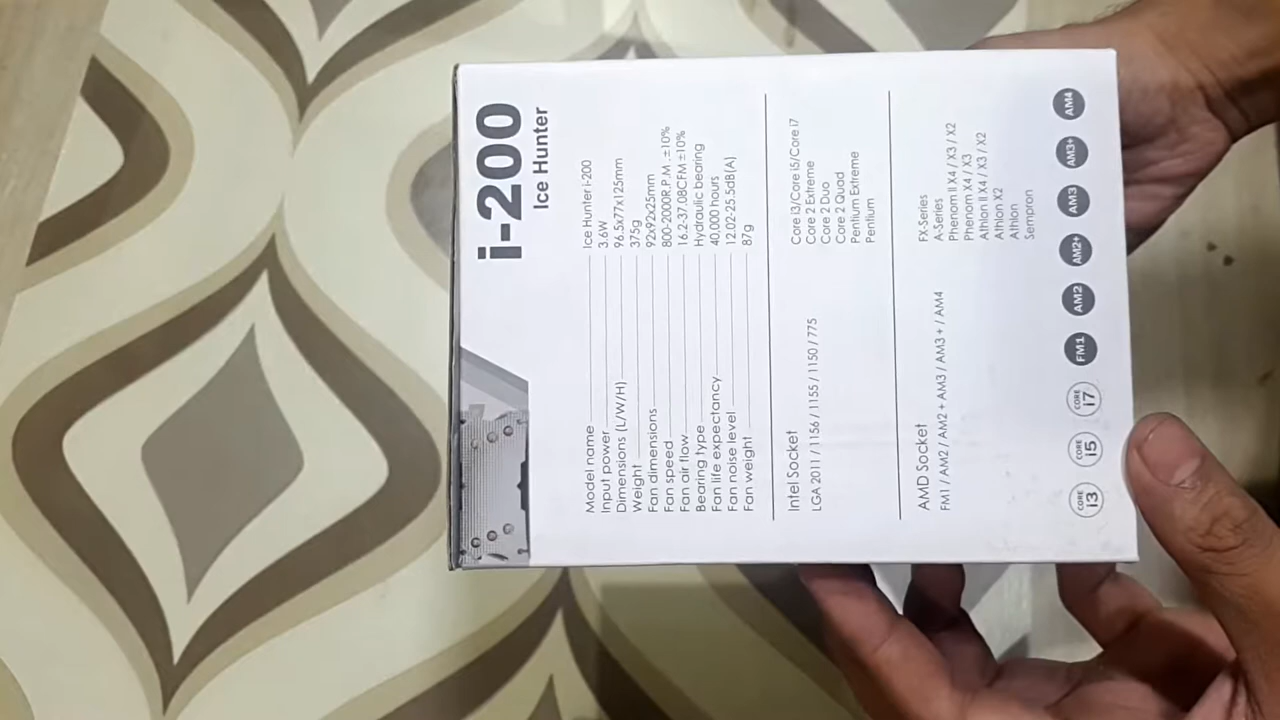 i-200
Ice Hunter
Model name Ice Hunter i-200
Input power 3.6W
Dimensions (L/W/H) 96.5x77x125mm
Weight 375g
Fan dimensions 92x92x25mm
Fan speed 800-2000R.P.M.±10%
Fan air flow 16.2-37.08CFM±10%
Bearing type Hydraulic bearing
Fan life expectancy 40,000 hours
Fan noise level 12.02-25.5dB(A)
Fan weight 87g
Intel Socket
LGA 2011 / 1156 / 1155 / 1150 / 775
Core i3/Core i5/Core i7
Core 2 Extreme
Core 2 Duo
Core 2 Quad
Pentium Extreme
Pentium
AMD Socket
FM1 / AM2 / AM2 + AM3 / AM3 + / AM4
FX-Series
A-Series
Phenom II X4 / X3 / X2
Phenom X4 / X3
Athlon II X4 / X3 / X2
Athlon X2
Athlon
Sempron
CORE i3 CORE i5 CORE i7 FM1 AM2 AM2+ AM3 AM3+ AM4